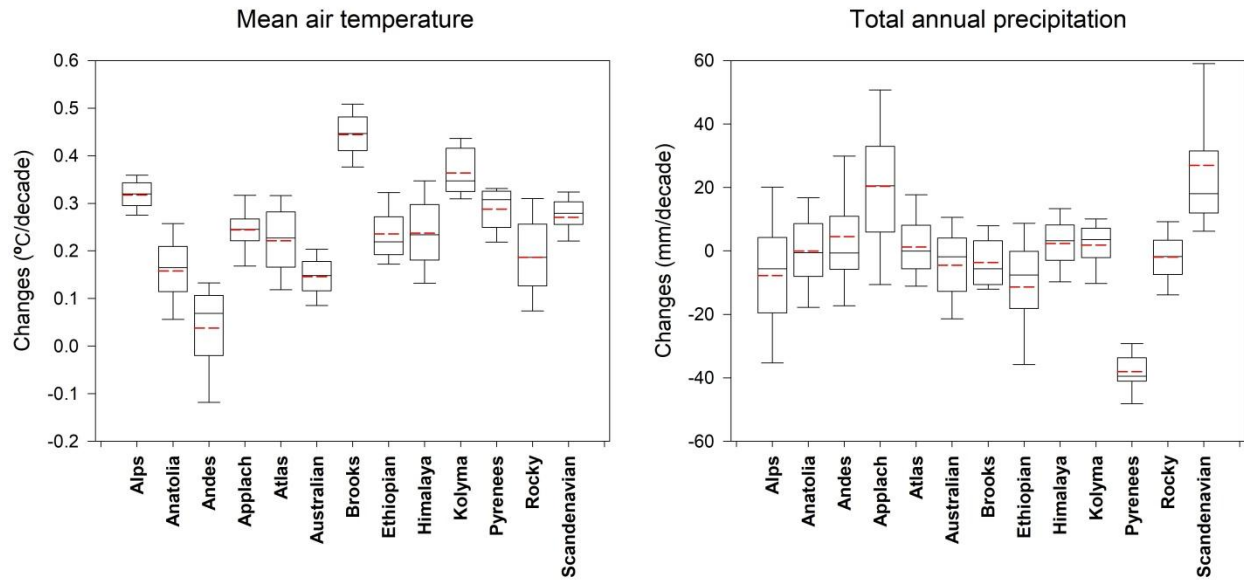 Mean air temperature
Changes (ºC/decade)
0.6
0.5
0.4
0.3
0.2
0.1
0.0
-0.1
-0.2
Alps
Anatolia
Andes
Applach
Atlas
Australian
Brooks
Ethiopian
Himalaya
Kolyma
Pyrenees
Rocky
Scandenavian
Total annual precipitation
Changes (mm/decade)
60
40
20
0
-20
-40
-60
Alps
Anatolia
Andes
Applach
Atlas
Australian
Brooks
Ethiopian
Himalaya
Kolyma
Pyrenees
Rocky
Scandenavian